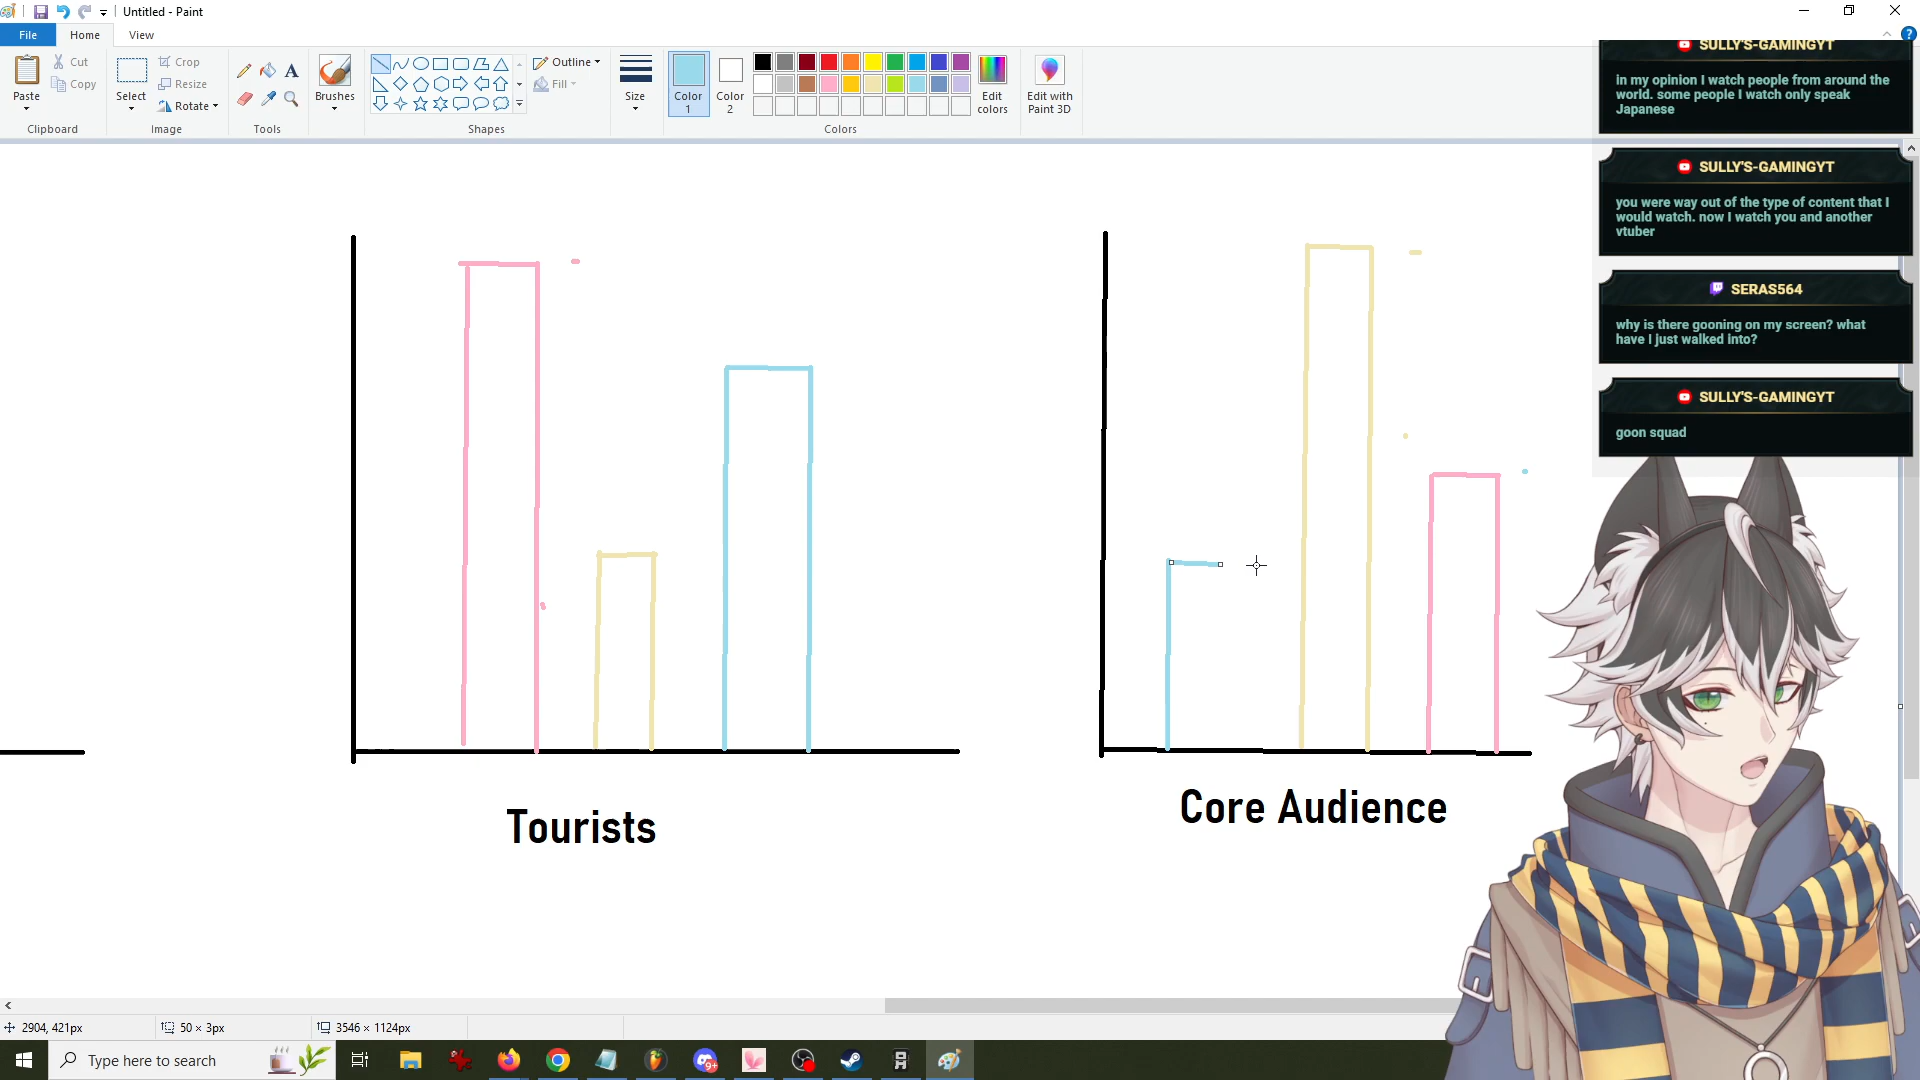 Untitled - Paint
File
Home
View
Paste
Cut
Copy
Clipboard
Select
Crop
Resize
Rotate
Image
A
Tools
Brushes
Shapes
Outline
Fill
Size
Color
1
Color
2
Colors
Edit
colors
Edit with
Paint 3D
SULLY'S-GAMINGYT
in my opinion I watch people from around the
world. some people I watch only speak
Japanese
SULLY'S-GAMINGYT
you were way out of the type of content that I
would watch. now I watch you and another
vtuber
SERAS564
why is there gooning on my screen? what
have I just walked into?
SULLY'S-GAMINGYT
goon squad
Tourists
Core Audience
2904, 421px
50 × 3px
3546 × 1124px
Type here to search
9+